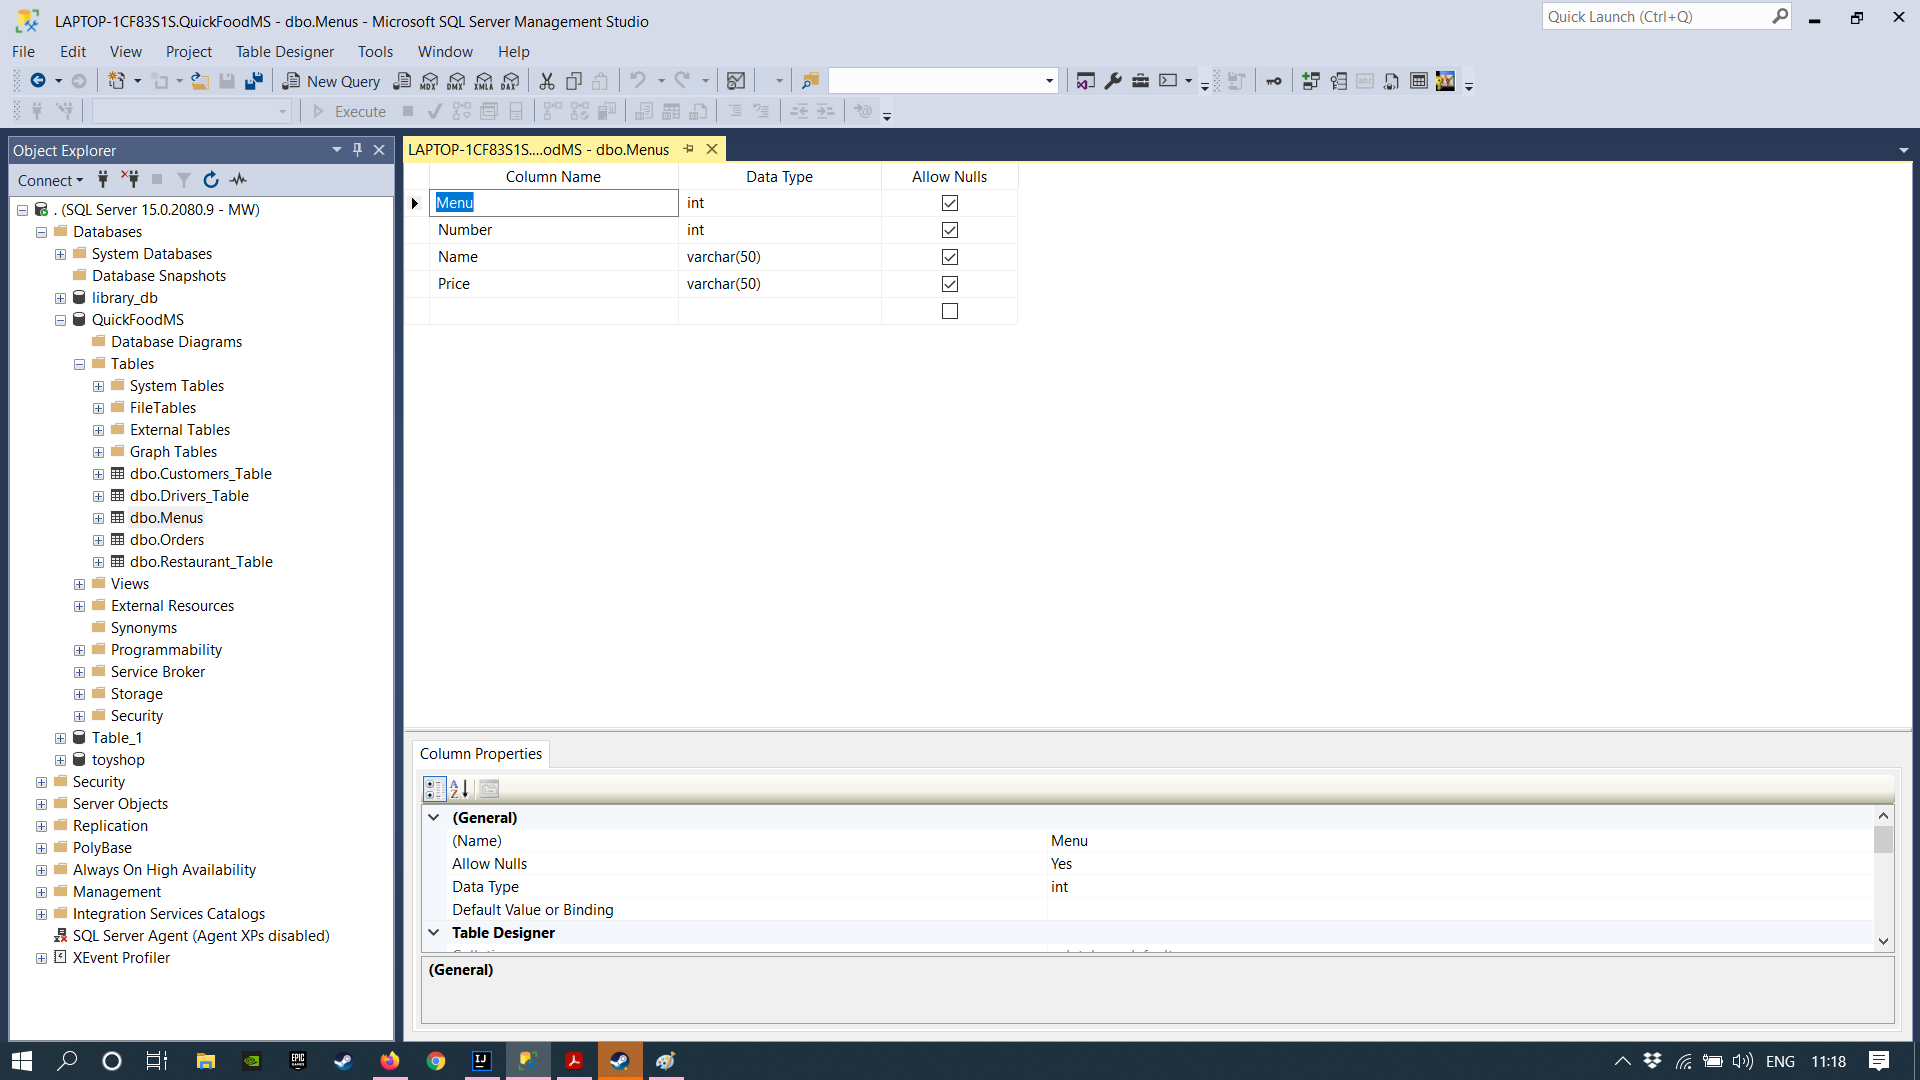 LAPTOP-1CF83S1S.QuickFoodMS - dbo.Menus - Microsoft SQL Server Management Studio
Quick Launch (Ctrl+Q)
File Edit View Project Table Designer Tools Window Help
New Query MDX DMX XMLA DAX
Execute
Object Explorer
LAPTOP-1CF83S1S....odMS - dbo.Menus
Connect
Column Name Data Type Allow Nulls
Menu int
Number int
Name varchar(50)
Price varchar(50)
. (SQL Server 15.0.2080.9 - MW)
Databases
System Databases
Database Snapshots
library_db
QuickFoodMS
Database Diagrams
Tables
System Tables
FileTables
External Tables
Graph Tables
dbo.Customers_Table
dbo.Drivers_Table
dbo.Menus
dbo.Orders
dbo.Restaurant_Table
Views
External Resources
Synonyms
Programmability
Service Broker
Storage
Security
Table_1
toyshop
Security
Server Objects
Replication
PolyBase
Always On High Availability
Management
Integration Services Catalogs
SQL Server Agent (Agent XPs disabled)
XEvent Profiler
Column Properties
(General)
(Name) Menu
Allow Nulls Yes
Data Type int
Default Value or Binding
Table Designer
(General)
EPIC GAMES
IJ
ENG 11:18